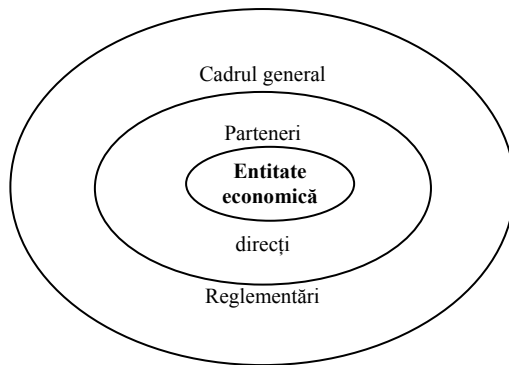 Cadrul general
Parteneri
Entitate
economică
direcți
Reglementări